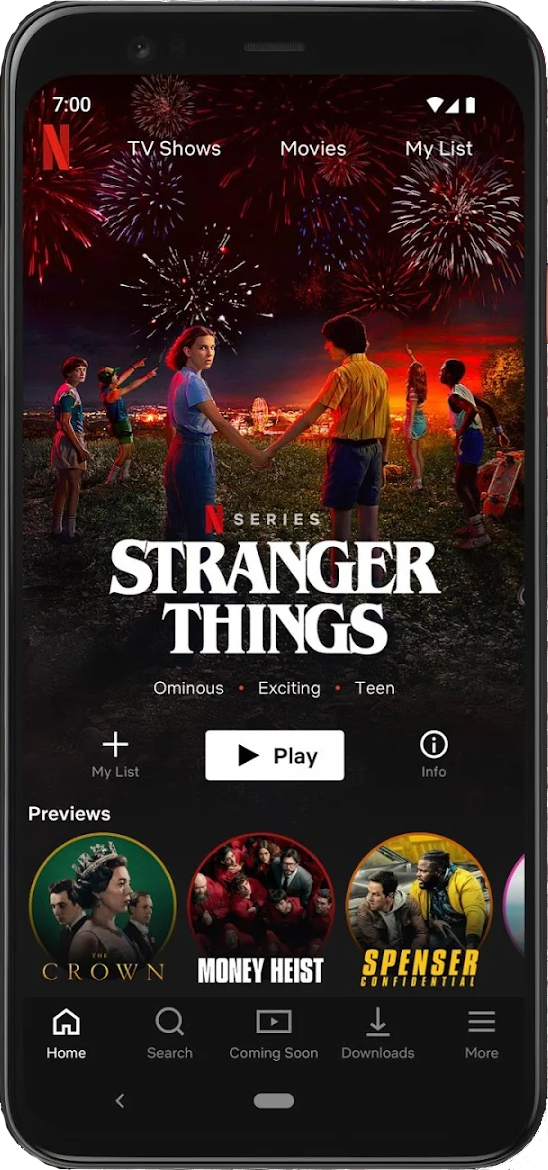 7:00
N
TV Shows Movies My List
N SERIES
STRANGER
THINGS
Ominous • Exciting • Teen
Play
My List Info
Previews
THE
CROWN
MONEY HEIST
SPENSER
CONFIDENTIAL
Home Search Coming Soon Downloads More